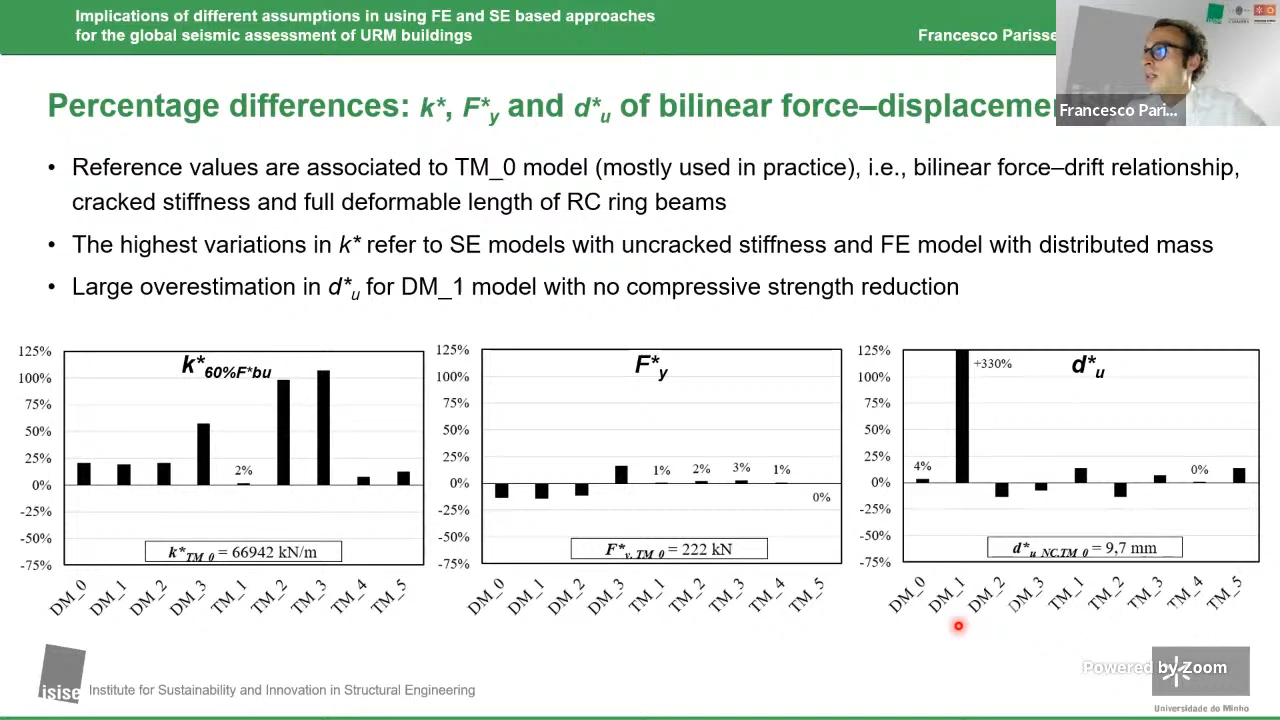 Implications of different assumptions in using FE and SE based approaches
for the global seismic assessment of URM buildings
Francesco Parisse
Francesco Pari...
Percentage differences: k*, F*y and d*u of bilinear force–displaceme
• Reference values are associated to TM_0 model (mostly used in practice), i.e., bilinear force–drift relationship,
cracked stiffness and full deformable length of RC ring beams
• The highest variations in k* refer to SE models with uncracked stiffness and FE model with distributed mass
• Large overestimation in d*u for DM_1 model with no compressive strength reduction
125%
100%
75%
50%
25%
0%
-25%
-50%
-75%
k*60%F*bu
2%
k*TM_0 = 66942 kN/m
DM_0
DM_1
DM_2
DM_3
TM_1
TM_2
TM_3
TM_4
TM_5
125%
100%
75%
50%
25%
0%
-25%
-50%
-75%
F*y
1%
2%
3%
1%
0%
F*y,TM_0 = 222 kN
DM_0
DM_1
DM_2
DM_3
TM_1
TM_2
TM_3
TM_4
TM_5
125%
100%
75%
50%
25%
0%
-25%
-50%
-75%
d*u
+330%
4%
0%
d*u_NC,TM_0 = 9,7 mm
DM_0
DM_1
DM_2
DM_3
TM_1
TM_2
TM_3
TM_4
TM_5
isise
Institute for Sustainability and Innovation in Structural Engineering
Powered by Zoom
Universidade do Minho